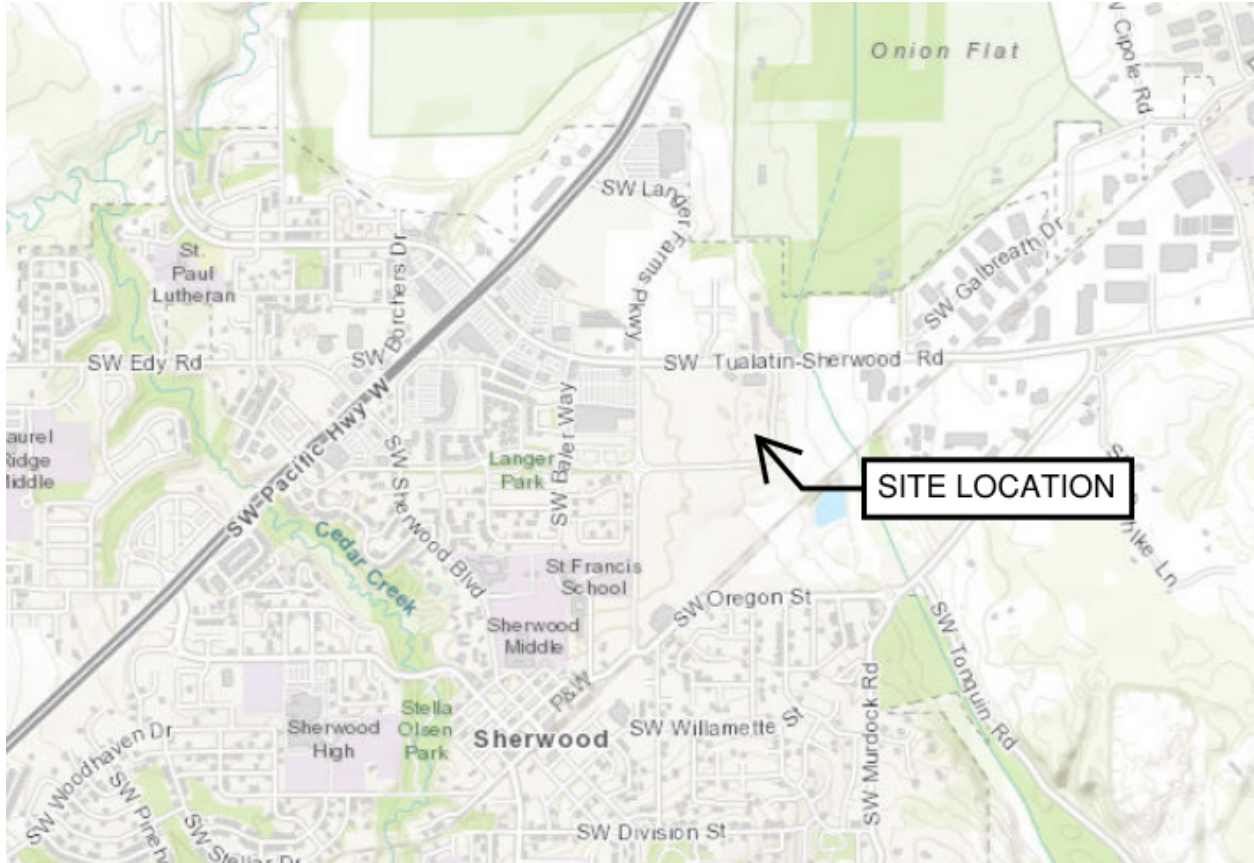 Onion Flat
W Cipole Rd
SW Langer Farms Pkwy
St.
Paul
Lutheran
SW Borchers Dr
SW Galbreath Dr
SW Edy Rd
SW Tualatin-Sherwood Rd
SW Pacific Hwy W
aurel
Ridge
Middle
Langer
Park
SW Baler Way
SW Sherwood Blvd
SITE LOCATION
Cedar Creek
St Francis
School
Sherwood
Middle
SW Oregon St
SW Tonquin Rd
SW Murdock Rd
P&W
Stella
Olsen
Park
Sherwood
High
Sherwood
SW Willamette St
SW Woodhaven Dr
SW Stellar Dr
SW Division St